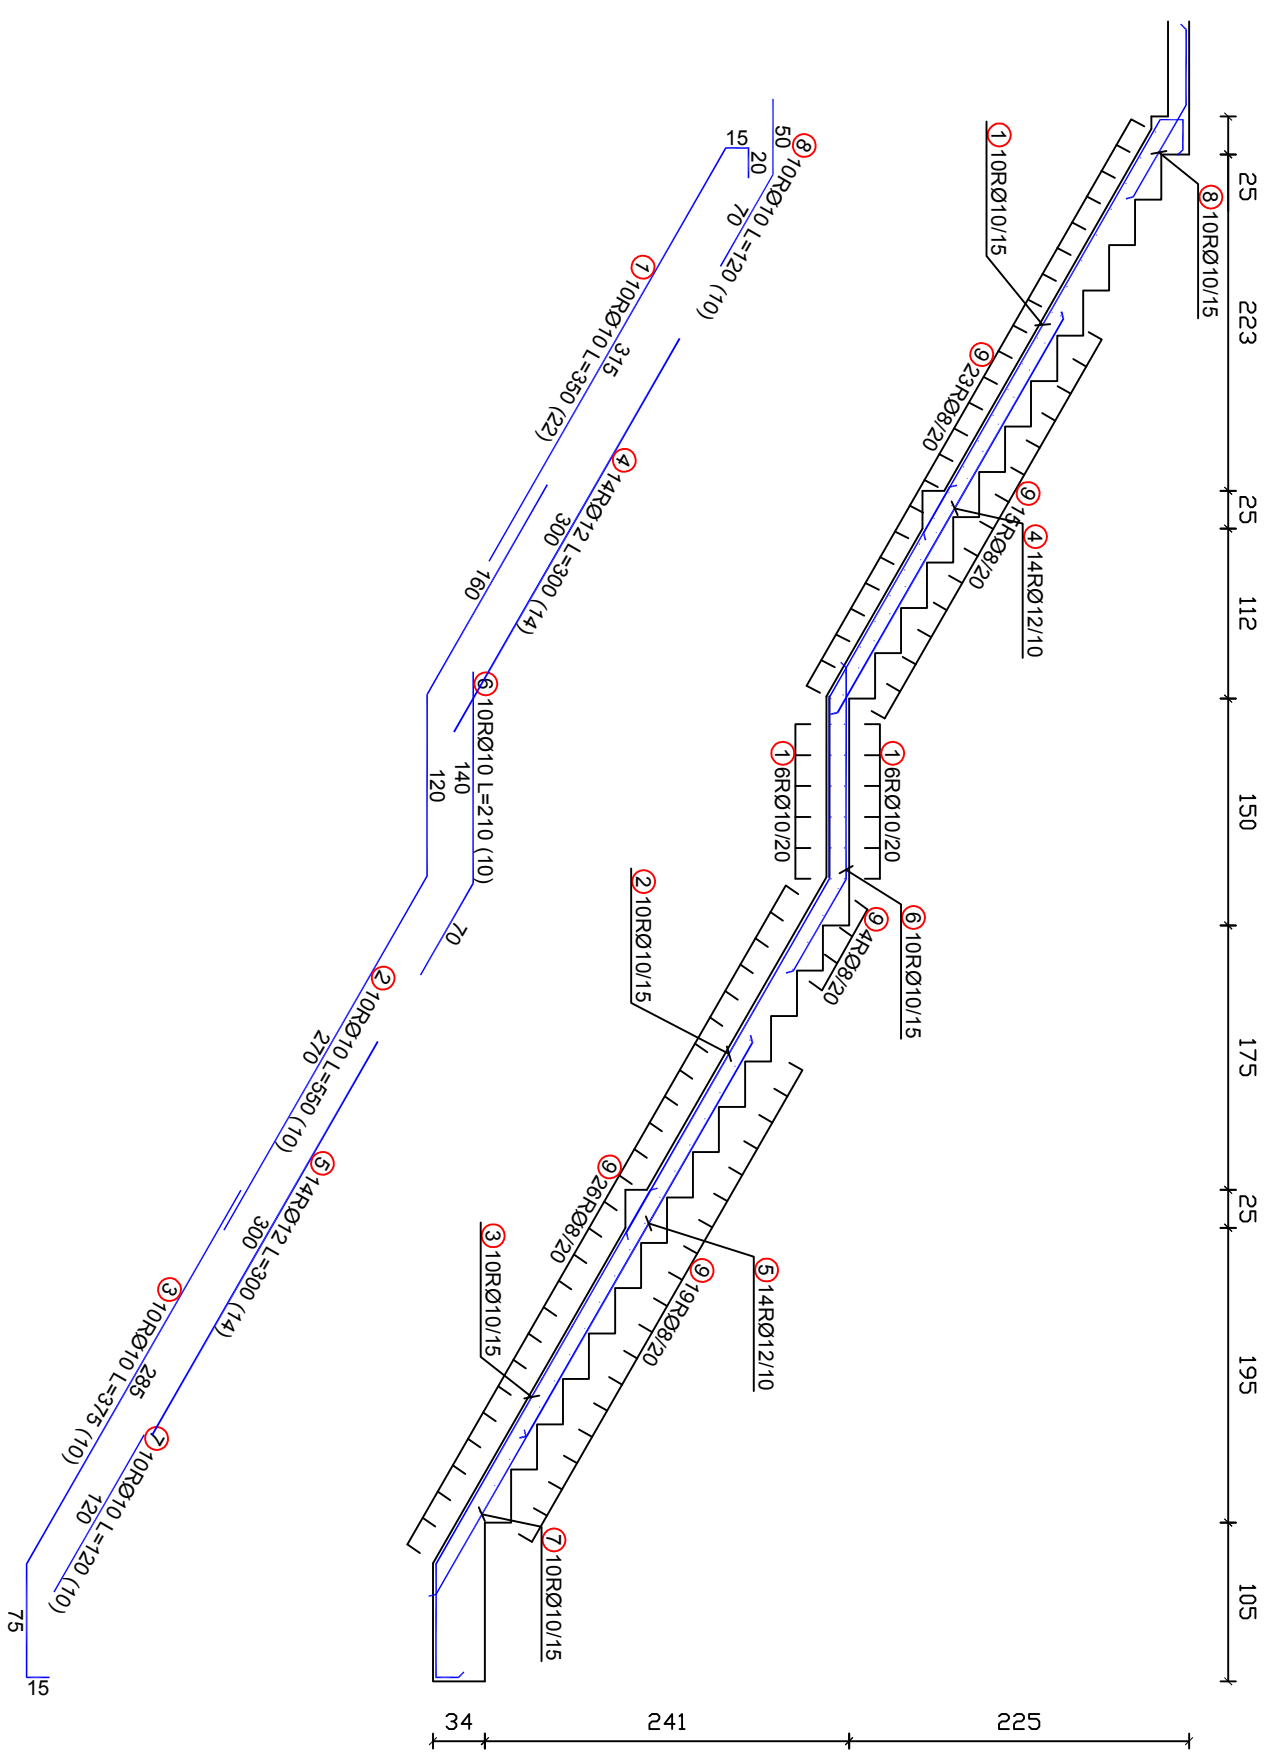 8 10RØ10 L=120 (10)
50
20
15
70
1 10RØ10 L=350 (22)
315
4 14RØ12 L=300 (14)
300
160
6 10RØ10 L=210 (10)
140
120
70
2 10RØ10 L=550 (10)
270
5 14RØ12 L=300 (14)
300
3 10RØ10 L=375 (10)
285
7 10RØ10 L=120 (10)
120
75
15
8 10RØ10/15
1 10RØ10/15
9 23RØ8/20
9 15RØ8/20
4 14RØ12/10
1 6RØ10/20
1 6RØ10/20
6 10RØ10/15
9 4RØ8/20
2 10RØ10/15
9 26RØ8/20
9 19RØ8/20
5 14RØ12/10
3 10RØ10/15
7 10RØ10/15
25
223
25
112
150
175
25
195
105
34
241
225